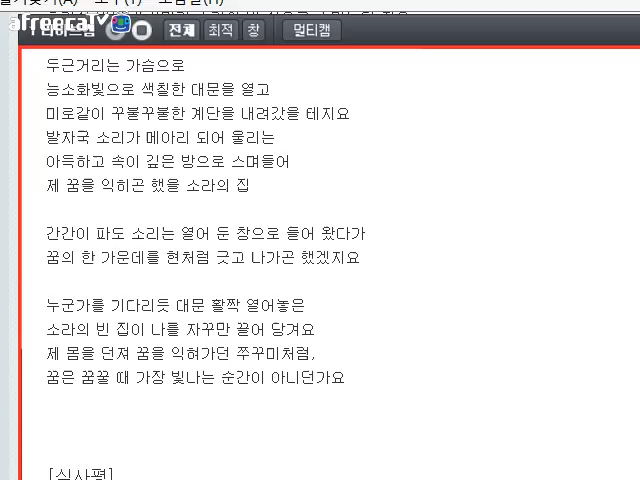 afreecaTV
전체 최적 창 멀티캠
두근거리는 가슴으로
능소화빛으로 색칠한 대문을 열고
미로같이 꾸불꾸불한 계단을 내려갔을 테지요
발자국 소리가 메아리 되어 울리는
아득하고 속이 깊은 방으로 스며들어
제 꿈을 익히곤 했을 소라의 집
간간이 파도 소리는 열어 둔 창으로 들어 왔다가
꿈의 한 가운데를 현처럼 긋고 나가곤 했겠지요
누군가를 기다리듯 대문 활짝 열어놓은
소라의 빈 집이 나를 자꾸만 끌어 당겨요
제 몸을 던져 꿈을 익혀가던 쭈꾸미처럼,
꿈은 꿈꿀 때 가장 빛나는 순간이 아니던가요
[심사평]